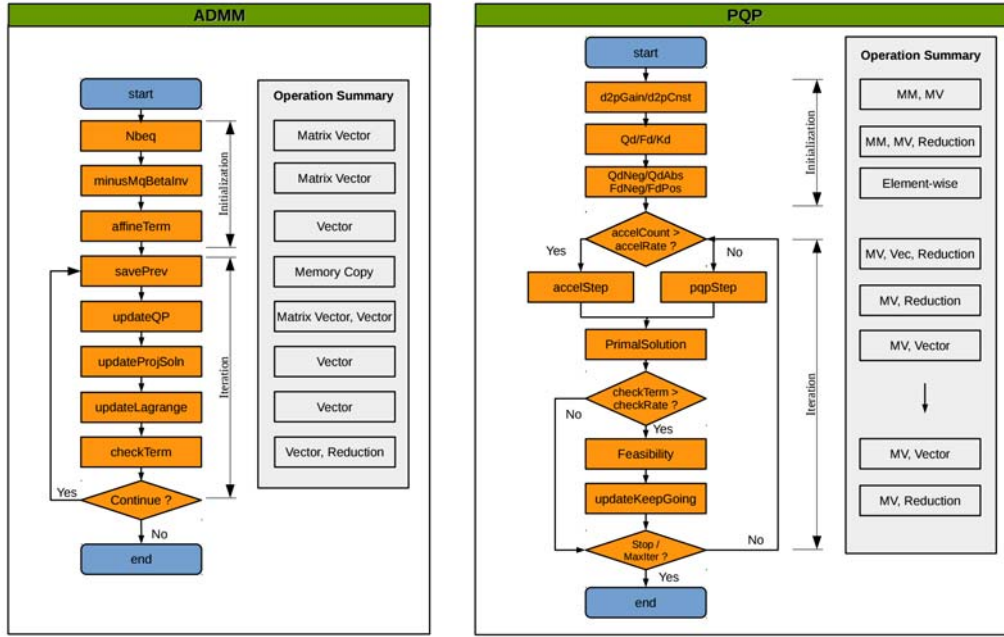 ADMM
start
Operation Summary
Nbeq
Matrix Vector
minusMqBetaInv
Matrix Vector
Initialization
affineTerm
Vector
savePrev
Memory Copy
updateQP
Matrix Vector, Vector
updateProjSoln
Vector
Iteration
updateLagrange
Vector
checkTerm
Vector, Reduction
Yes
Continue ?
No
end
PQP
start
Operation Summary
d2pGain/d2pCnst
MM, MV
Qd/Fd/Kd
MM, MV, Reduction
Initialization
QdNeg/QdAbs
FdNeg/FdPos
Element-wise
accelCount >
accelRate ?
Yes
No
MV, Vec, Reduction
accelStep
pqpStep
MV, Reduction
PrimalSolution
MV, Vector
checkTerm >
checkRate ?
No
Yes
Iteration
Feasibility
MV, Vector
updateKeepGoing
MV, Reduction
Stop /
MaxIter ?
No
Yes
end